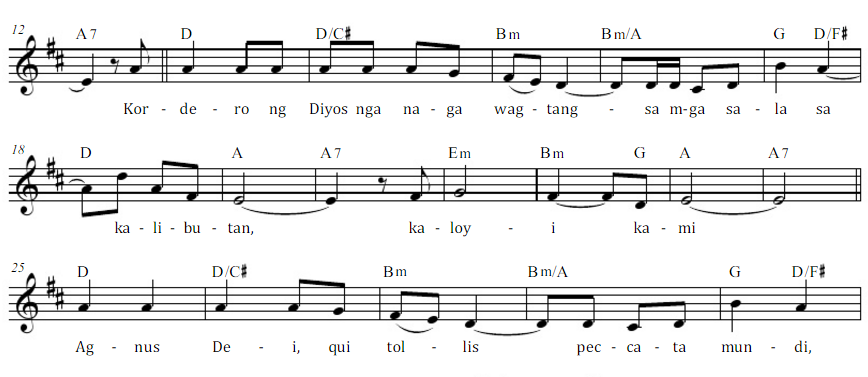 12 A7 D D/C♯ Bm Bm/A G D/F♯
Kor - de - ro ng Diyos nga na - ga wag - tang - sa m-ga sa - la sa
18 D A A7 Em Bm G A A7
ka - li - bu - tan, ka - loy - i ka - mi
25 D D/C♯ Bm Bm/A G D/F♯
Ag - nus De - i, qui tol - lis pec - ca - ta mun - di,